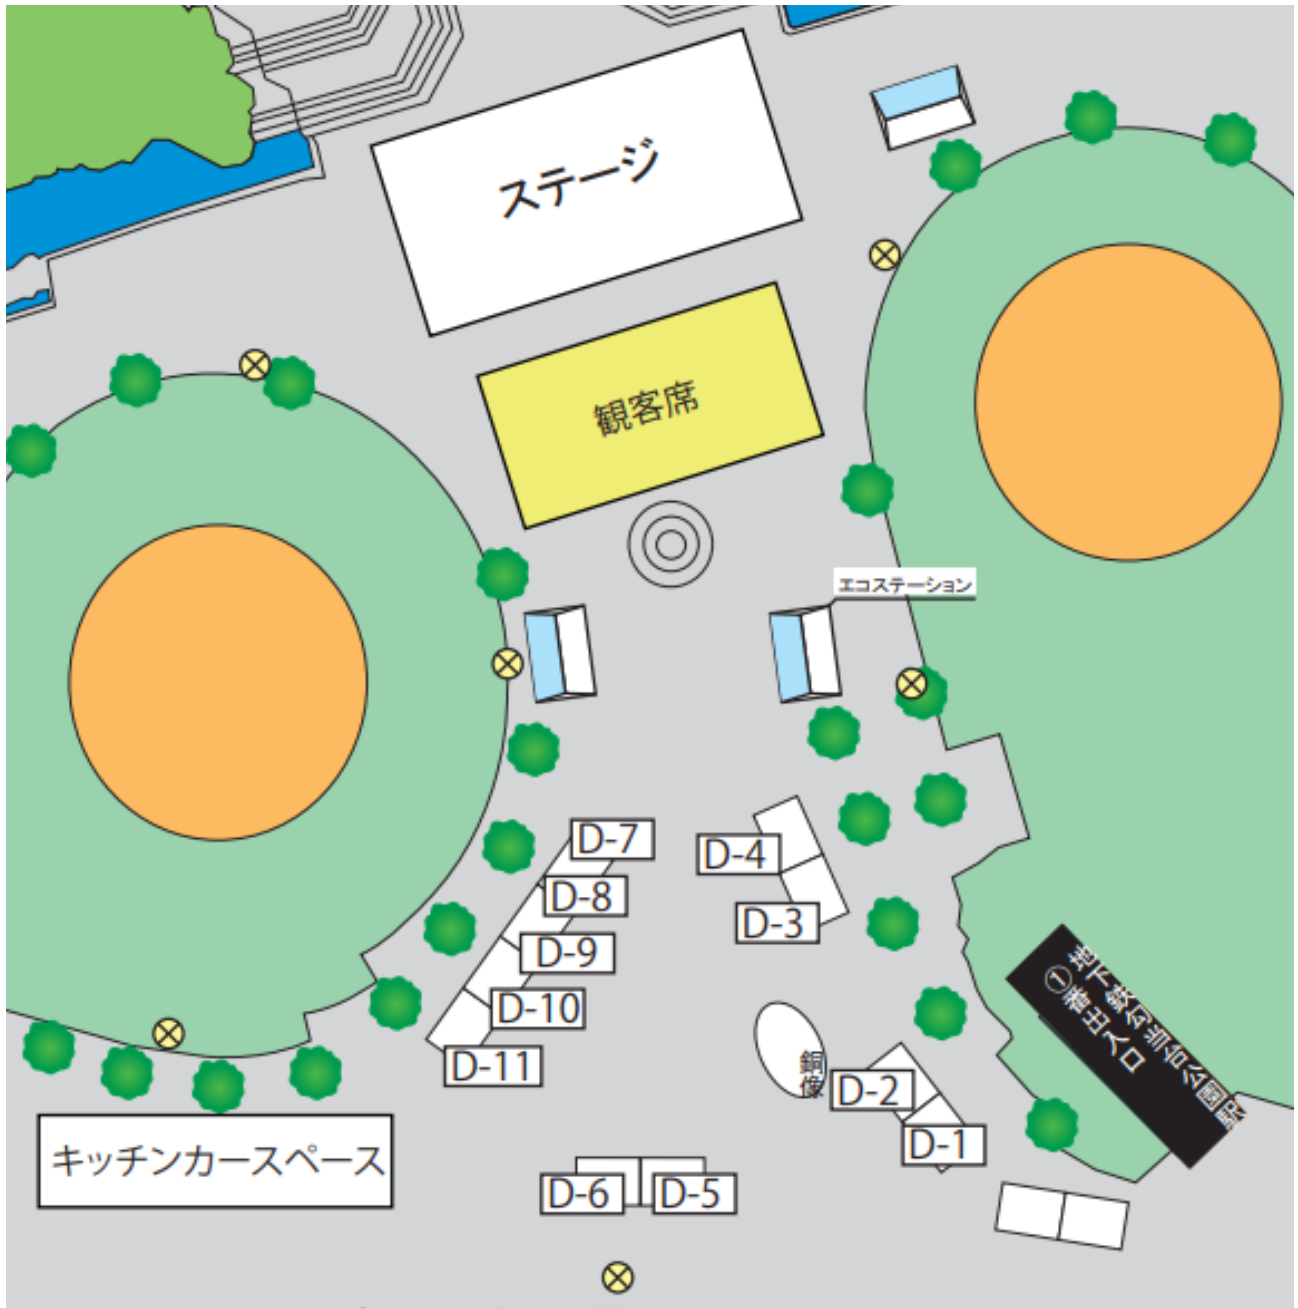 ステージ
観客席
エコステーション
D-7
D-4
D-8
D-3
D-9
D-10
D-11
地下鉄勾当台公園駅
①番出入口
銅像
D-2
D-1
キッチンカースペース
D-6
D-5